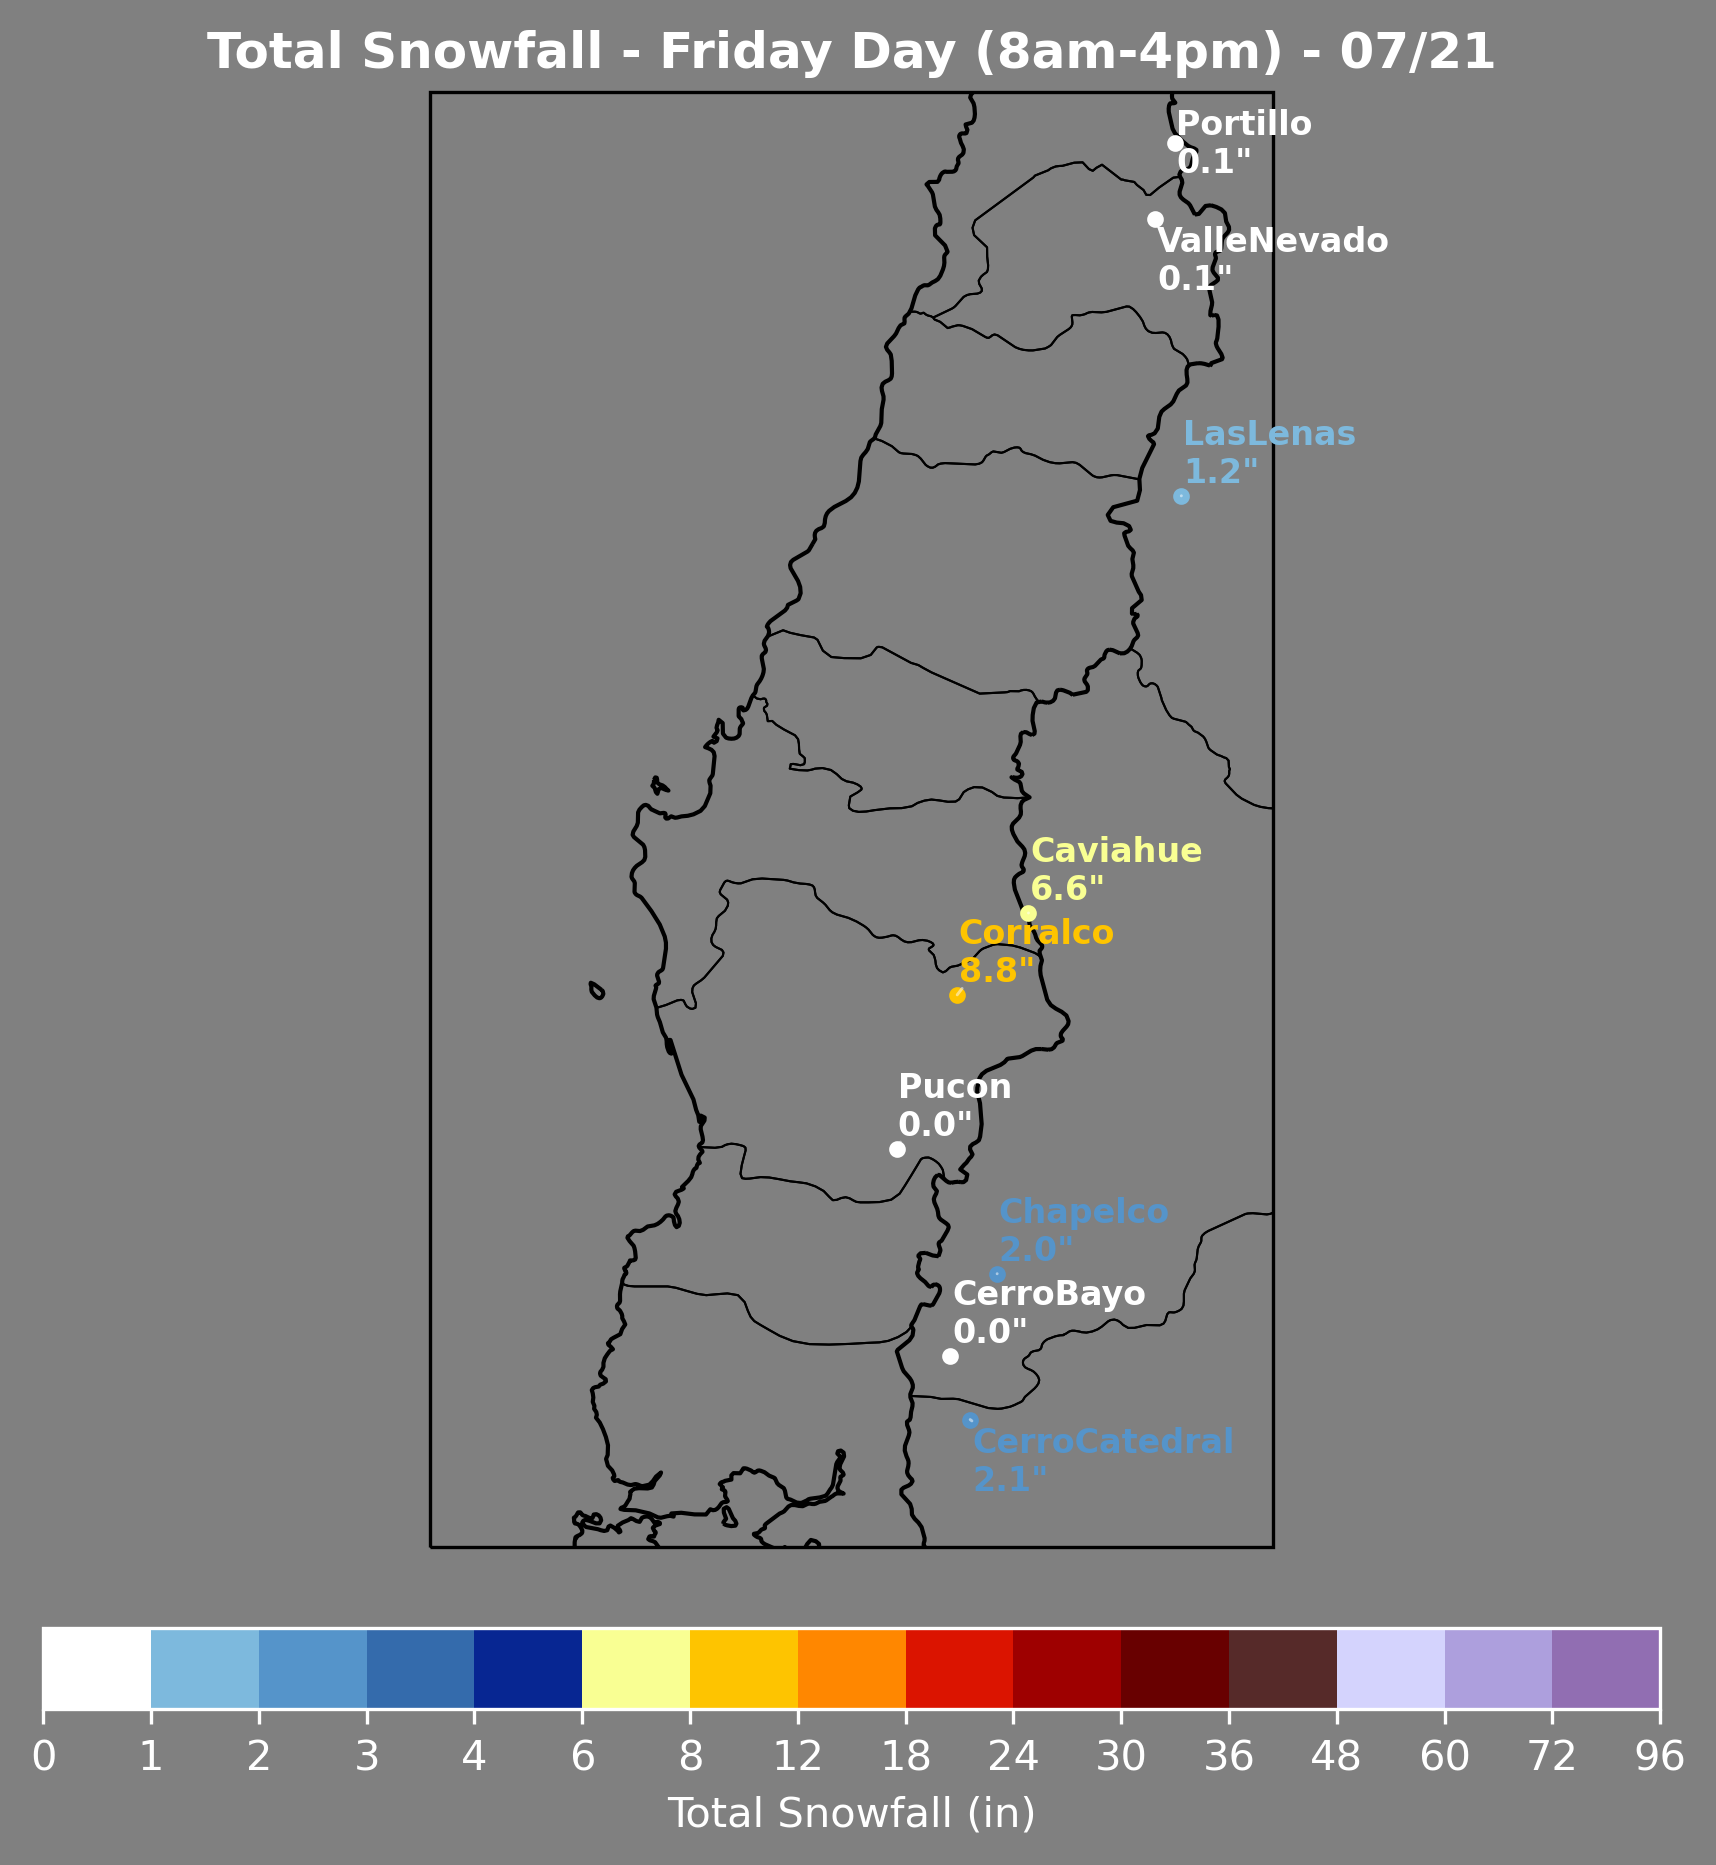 Total Snowfall - Friday Day (8am-4pm) - 07/21
Portillo
0.1"
ValleNevado
0.1"
LasLenas
1.2"
Caviahue
6.6"
Corralco
8.8"
Pucon
0.0"
Chapelco
2.0"
CerroBayo
0.0"
CerroCatedral
2.1"
0 1 2 3 4 6 8 12 18 24 30 36 48 60 72 96
Total Snowfall (in)